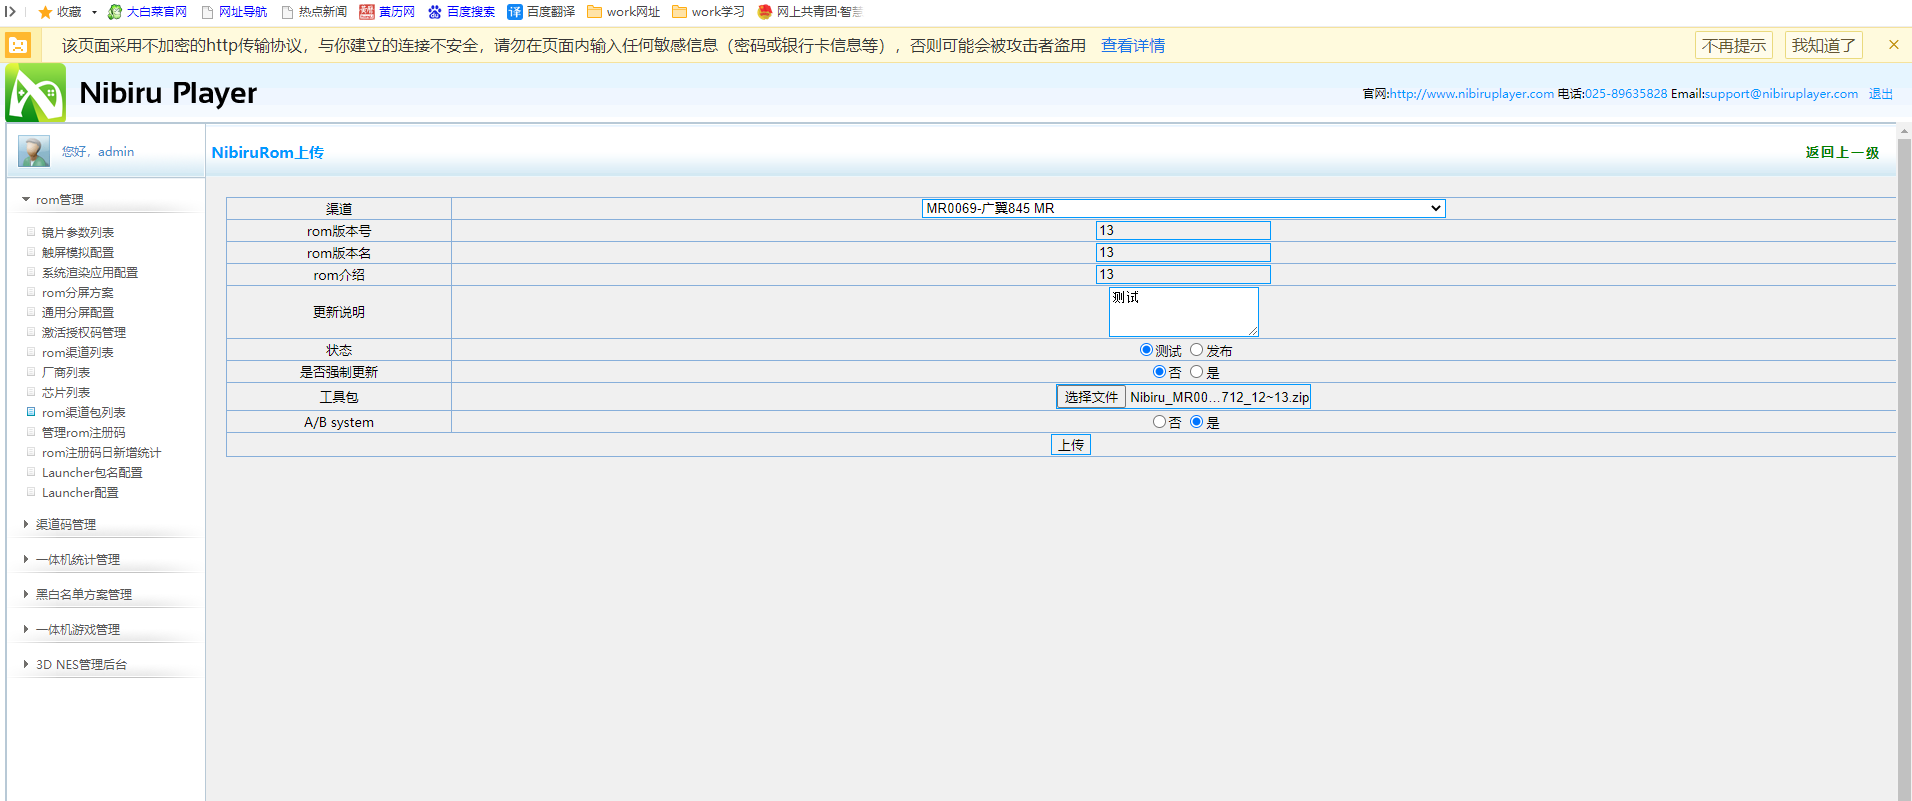 收藏 大白菜官网 网址导航 热点新闻 黄历网 百度搜索 译 百度翻译 work网址 work学习 网上共青团·智慧
该页面采用不加密的http传输协议，与你建立的连接不安全，请勿在页面内输入任何敏感信息（密码或银行卡信息等），否则可能会被攻击者盗用 查看详情 不再提示 我知道了 ×
Nibiru Player
官网:http://www.nibiruplayer.com 电话:025-89635828 Email:support@nibiruplayer.com 退出
您好，admin
NibiruRom上传 返回上一级
rom管理
镜片参数列表
触屏模拟配置
系统渲染应用配置
rom分屏方案
通用分屏配置
激活授权码管理
rom渠道列表
厂商列表
芯片列表
rom渠道包列表
管理rom注册码
rom注册码日新增统计
Launcher包名配置
Launcher配置
渠道码管理
一体机统计管理
黑白名单方案管理
一体机游戏管理
3D NES管理后台
渠道 MR0069-广翼845 MR
rom版本号 13
rom版本名 13
rom介绍 13
更新说明 测试
状态 测试 发布
是否强制更新 否 是
工具包 选择文件 Nibiru_MR00...712_12~13.zip
A/B system 否 是
上传